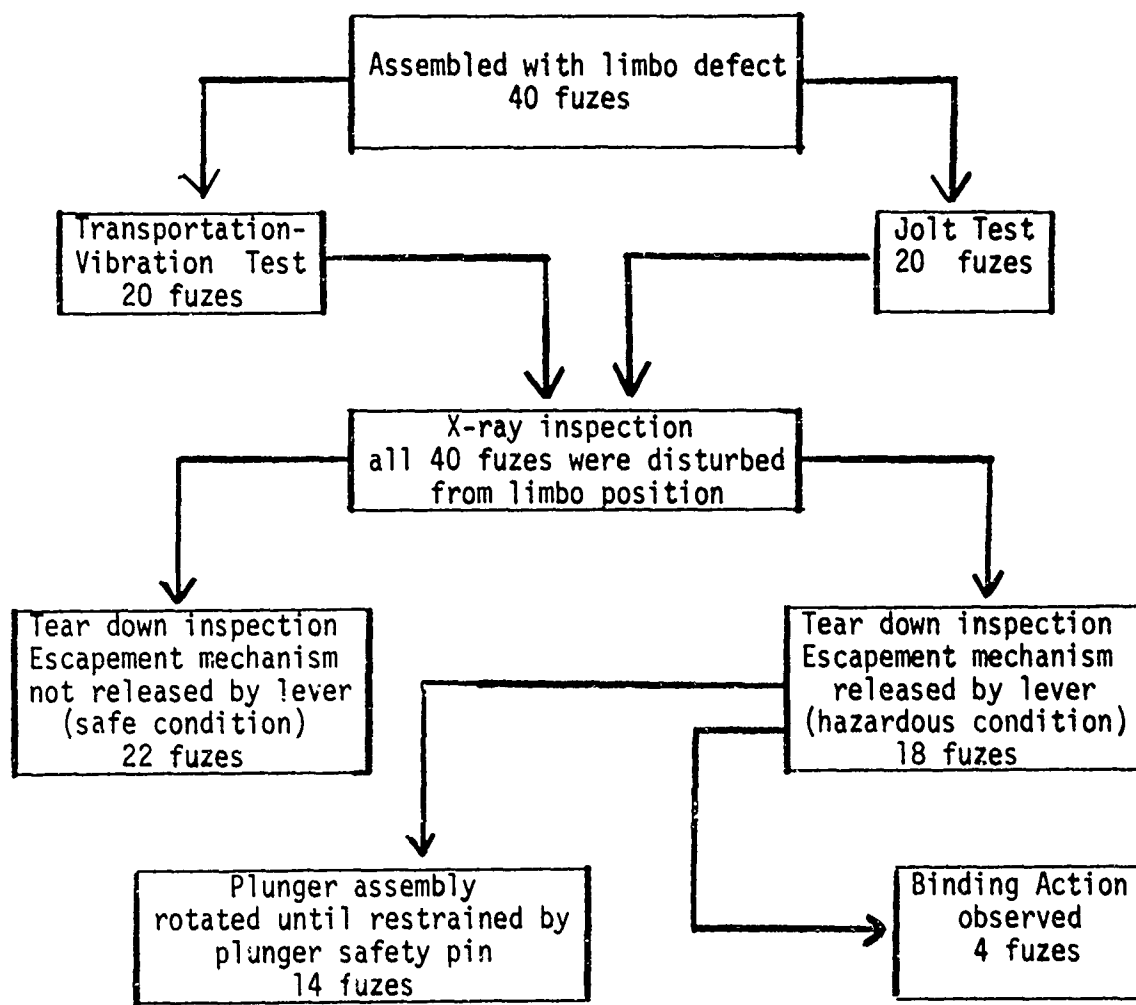 Assembled with limbo defect
40 fuzes
Transportation-
Vibration Test
20 fuzes
Jolt Test
20 fuzes
X-ray inspection
all 40 fuzes were disturbed
from limbo position
Tear down inspection
Escapement mechanism
not released by lever
(safe condition)
22 fuzes
Tear down inspection
Escapement mechanism
released by lever
(hazardous condition)
18 fuzes
Plunger assembly
rotated until restrained by
plunger safety pin
14 fuzes
Binding Action
observed
4 fuzes